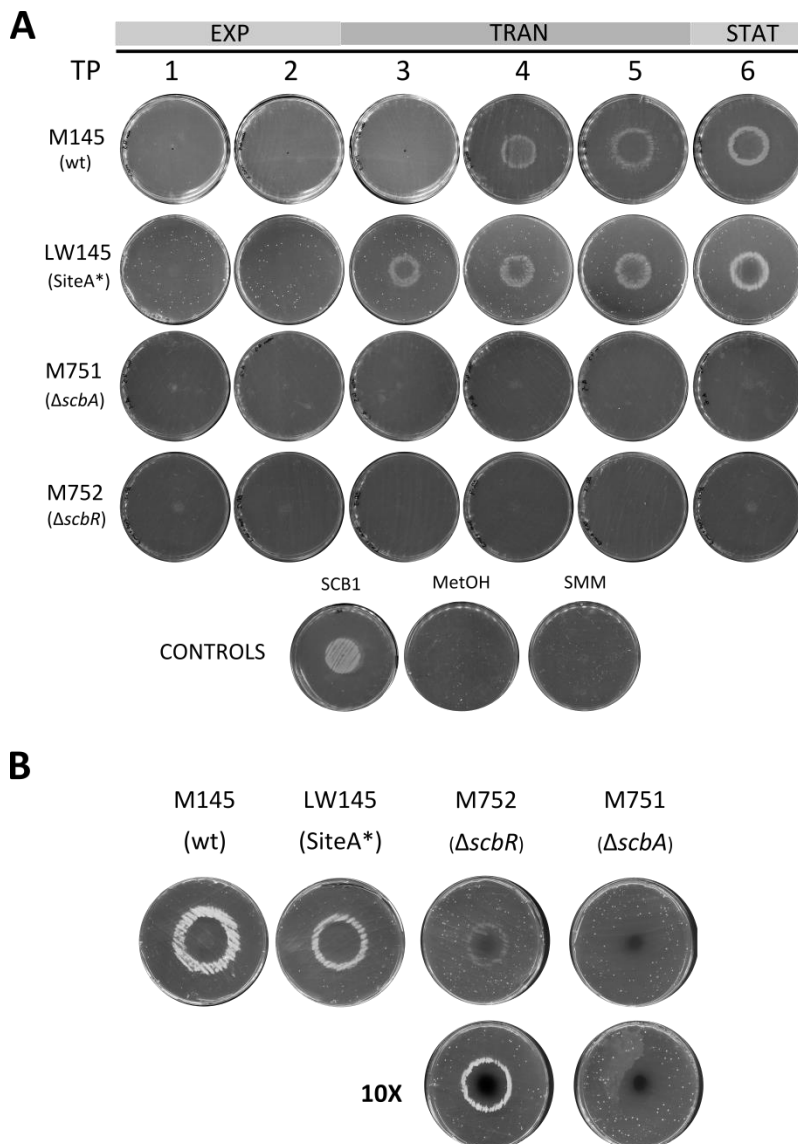 A
EXP TRAN STAT
TP 1 2 3 4 5 6
M145
(wt)
LW145
(SiteA*)
M751
(ΔscbA)
M752
(ΔscbR)
SCB1 MetOH SMM
CONTROLS
B
M145 LW145 M752 M751
(wt) (SiteA*) (ΔscbR) (ΔscbA)
10X